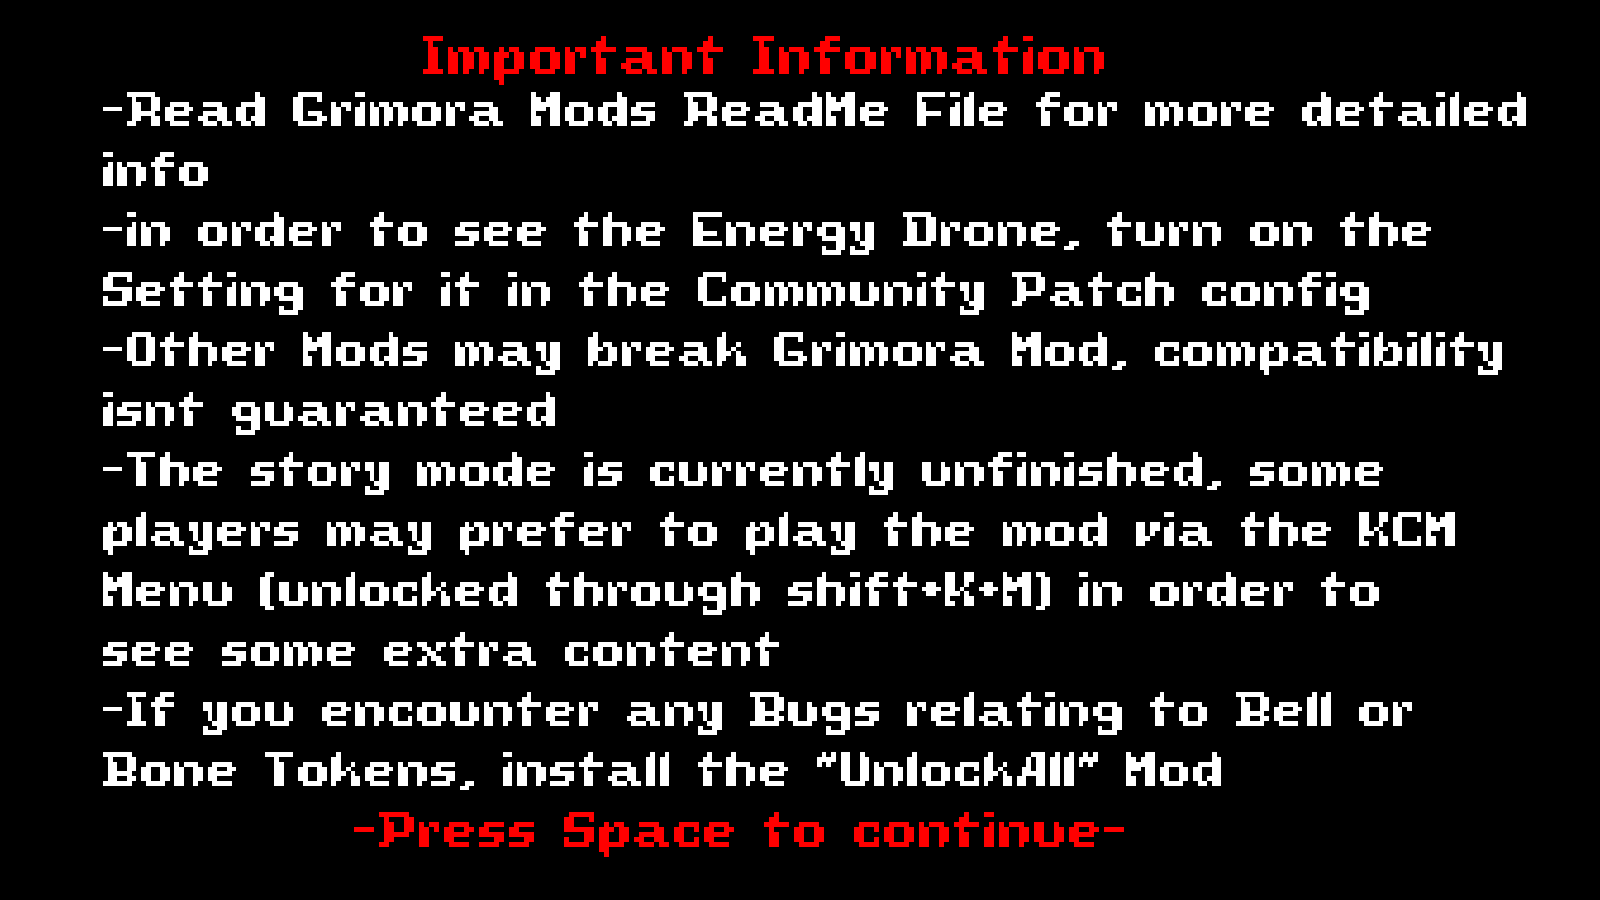 Important Information
-Read Grimora Mods ReadMe File for more detailed
info
-in order to see the Energy Drone, turn on the
Setting for it in the Community Patch config
-Other Mods may break Grimora Mod, compatibility
isnt guaranteed
-The story mode is currently unfinished, some
players may prefer to play the mod via the KCM
Menu (unlocked through shift+K+M) in order to
see some extra content
-If you encounter any Bugs relating to Bell or
Bone Tokens, install the "UnlockAll" Mod
-Press Space to continue-